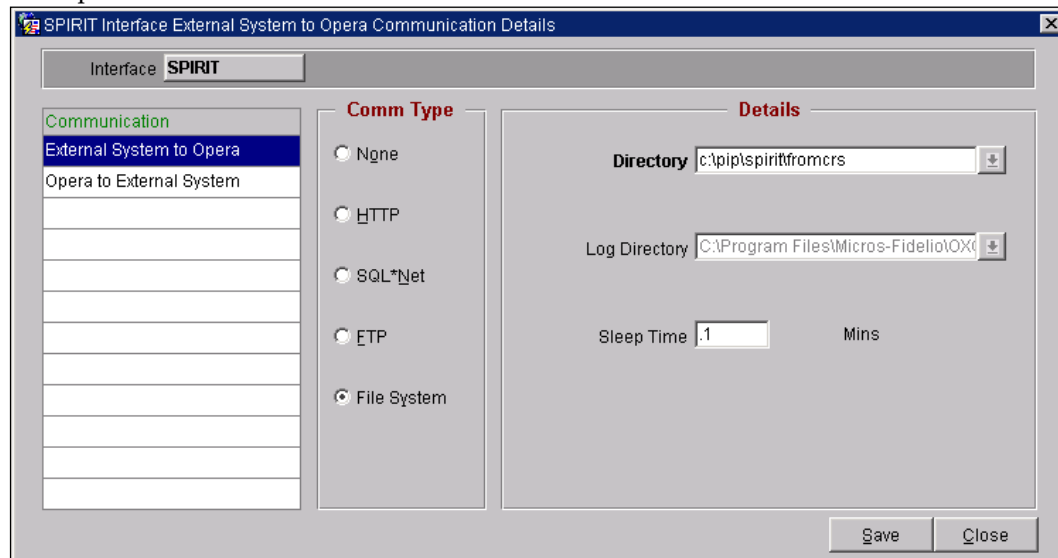 SPIRIT Interface External System to Opera Communication Details
Interface SPIRIT
Communication
External System to Opera
Opera to External System
Comm Type
None
HTTP
SQL*Net
FTP
File System
Details
Directory c:\pip\spirit\fromcrs
Log Directory C:\Program Files\Micros-Fidelio\OXC
Sleep Time .1 Mins
Save Close